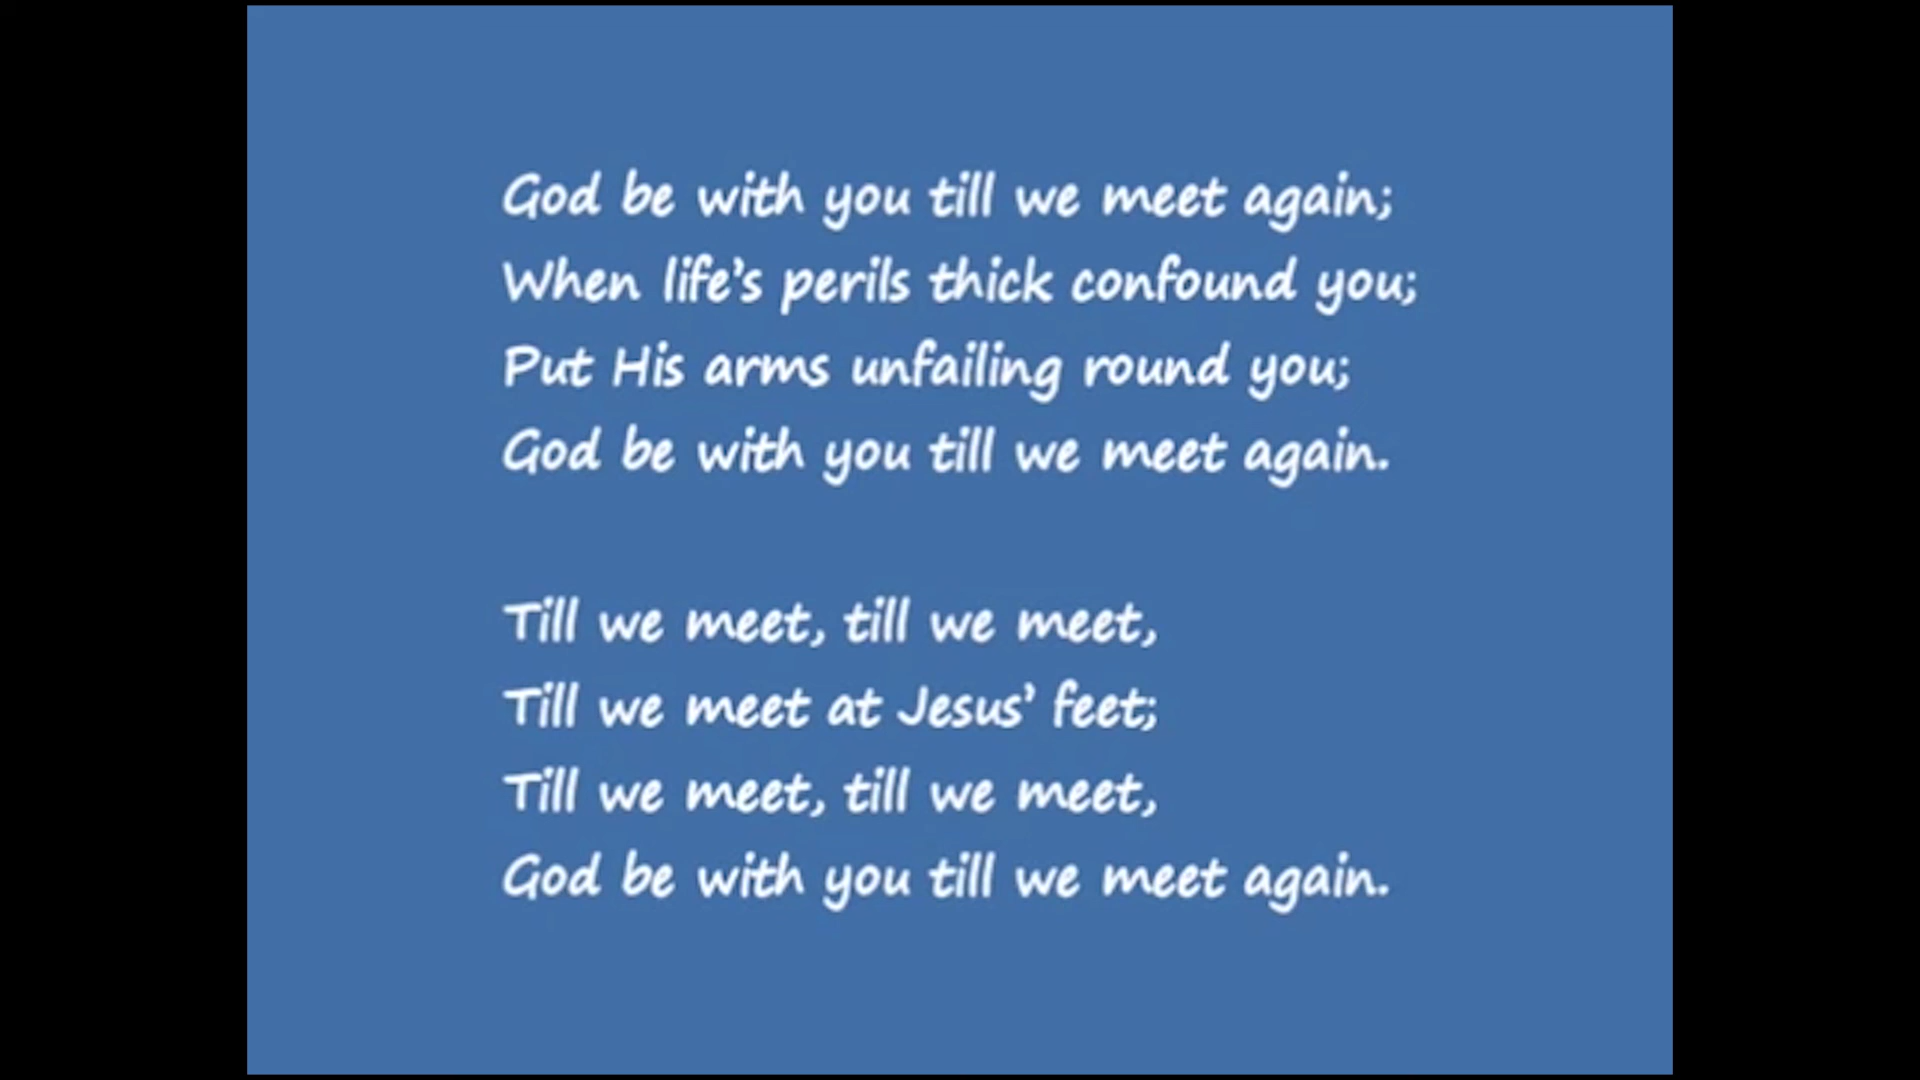 God be with you till we meet again;
When life’s perils thick confound you;
Put His arms unfailing round you;
God be with you till we meet again.
Till we meet, till we meet,
Till we meet at Jesus’ feet;
Till we meet, till we meet,
God be with you till we meet again.